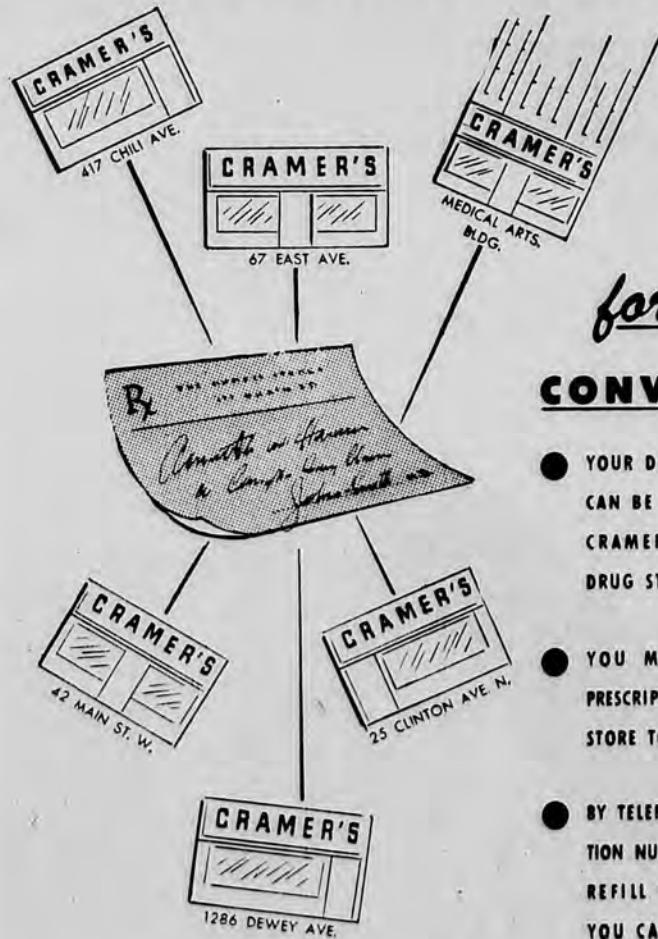 CRAMER'S
417 CHILI AVE.
CRAMER'S
67 EAST AVE.
CRAMER'S
MEDICAL ARTS.
BLDG.
Rx
CRAMER'S
42 MAIN ST. W.
CRAMER'S
25 CLINTON AVE. N.
CRAMER'S
1286 DEWEY AVE.
for
CONV
● YOUR D
CAN BE
CRAMER
DRUG SY
● YOU M
PRESCRIP
STORE T
● BY TELE
TION NU
REFILL
YOU CA